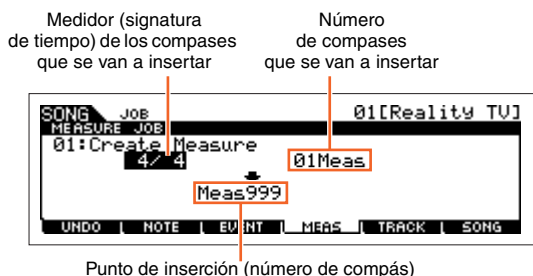 Medidor (signatura
de tiempo) de los compases
que se van a insertar
Número
de compases
que se van a insertar
SONG JOB 01[Reality TV]
MEASURE JOB
01:Create Measure
4/ 4 01Meas
Meas999
UNDO NOTE EVENT MEAS TRACK SONG
Punto de inserción (número de compás)